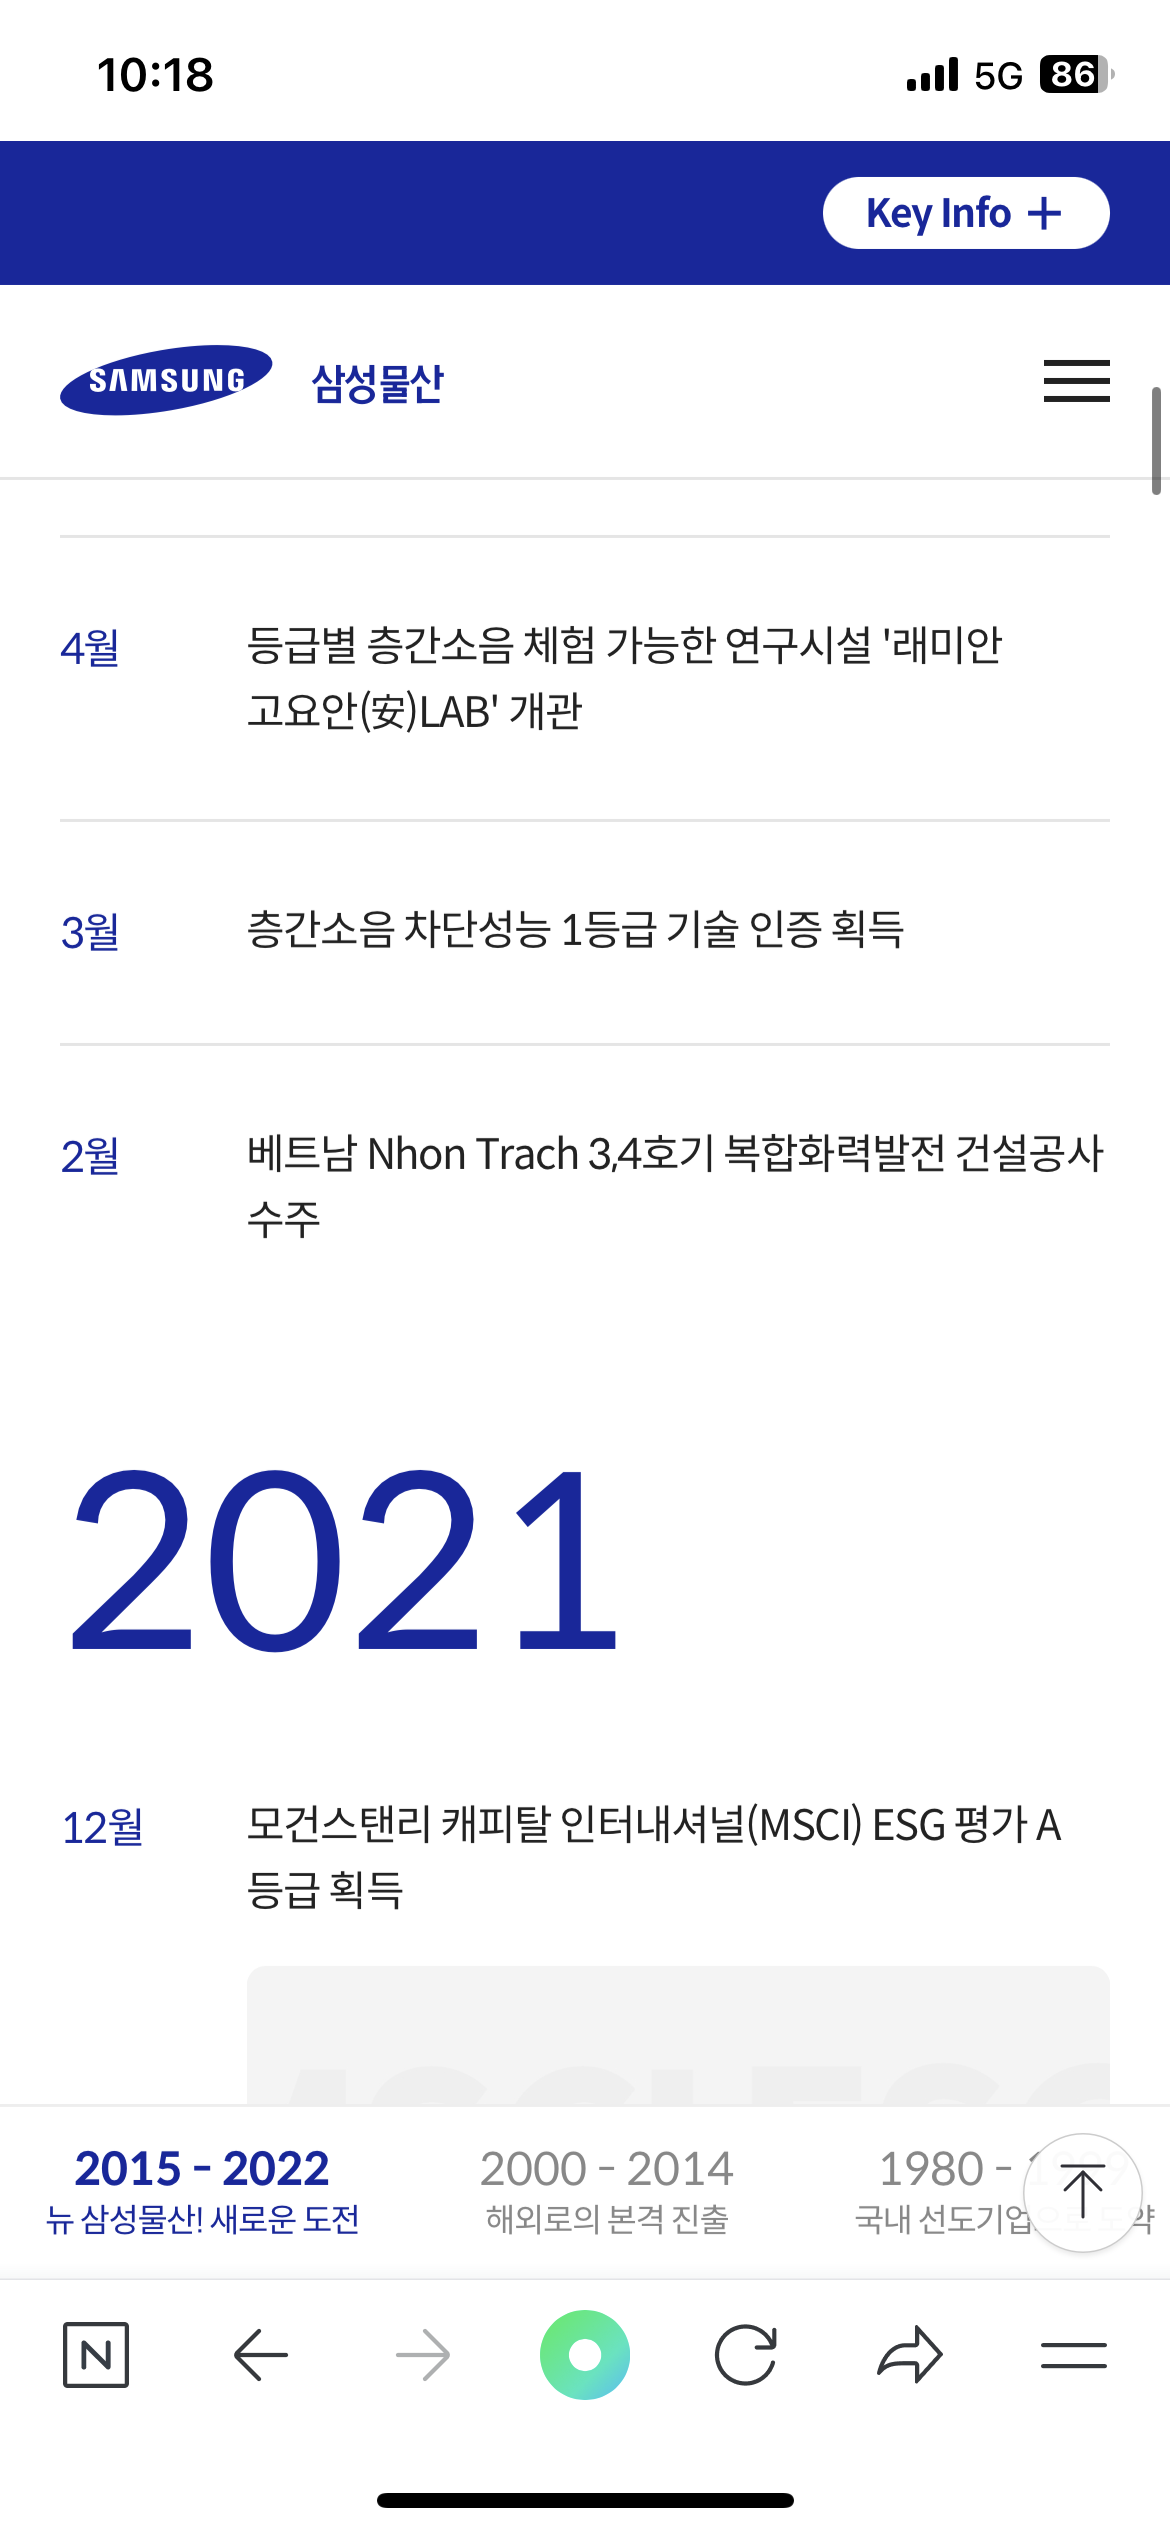 10:18
5G 86
Key Info +
SAMSUNG 삼성물산
4월 등급별 층간소음 체험 가능한 연구시설 '래미안
고요안(安)LAB' 개관
3월 층간소음 차단성능 1등급 기술 인증 획득
2월 베트남 Nhon Trach 3,4호기 복합화력발전 건설공사
수주
2021
12월 모건스탠리 캐피탈 인터내셔널(MSCI) ESG 평가 A
등급 획득
2015 - 2022 2000 - 2014 1980 - 1999
뉴 삼성물산! 새로운 도전 해외로의 본격 진출 국내 선도기업으로 도약
N